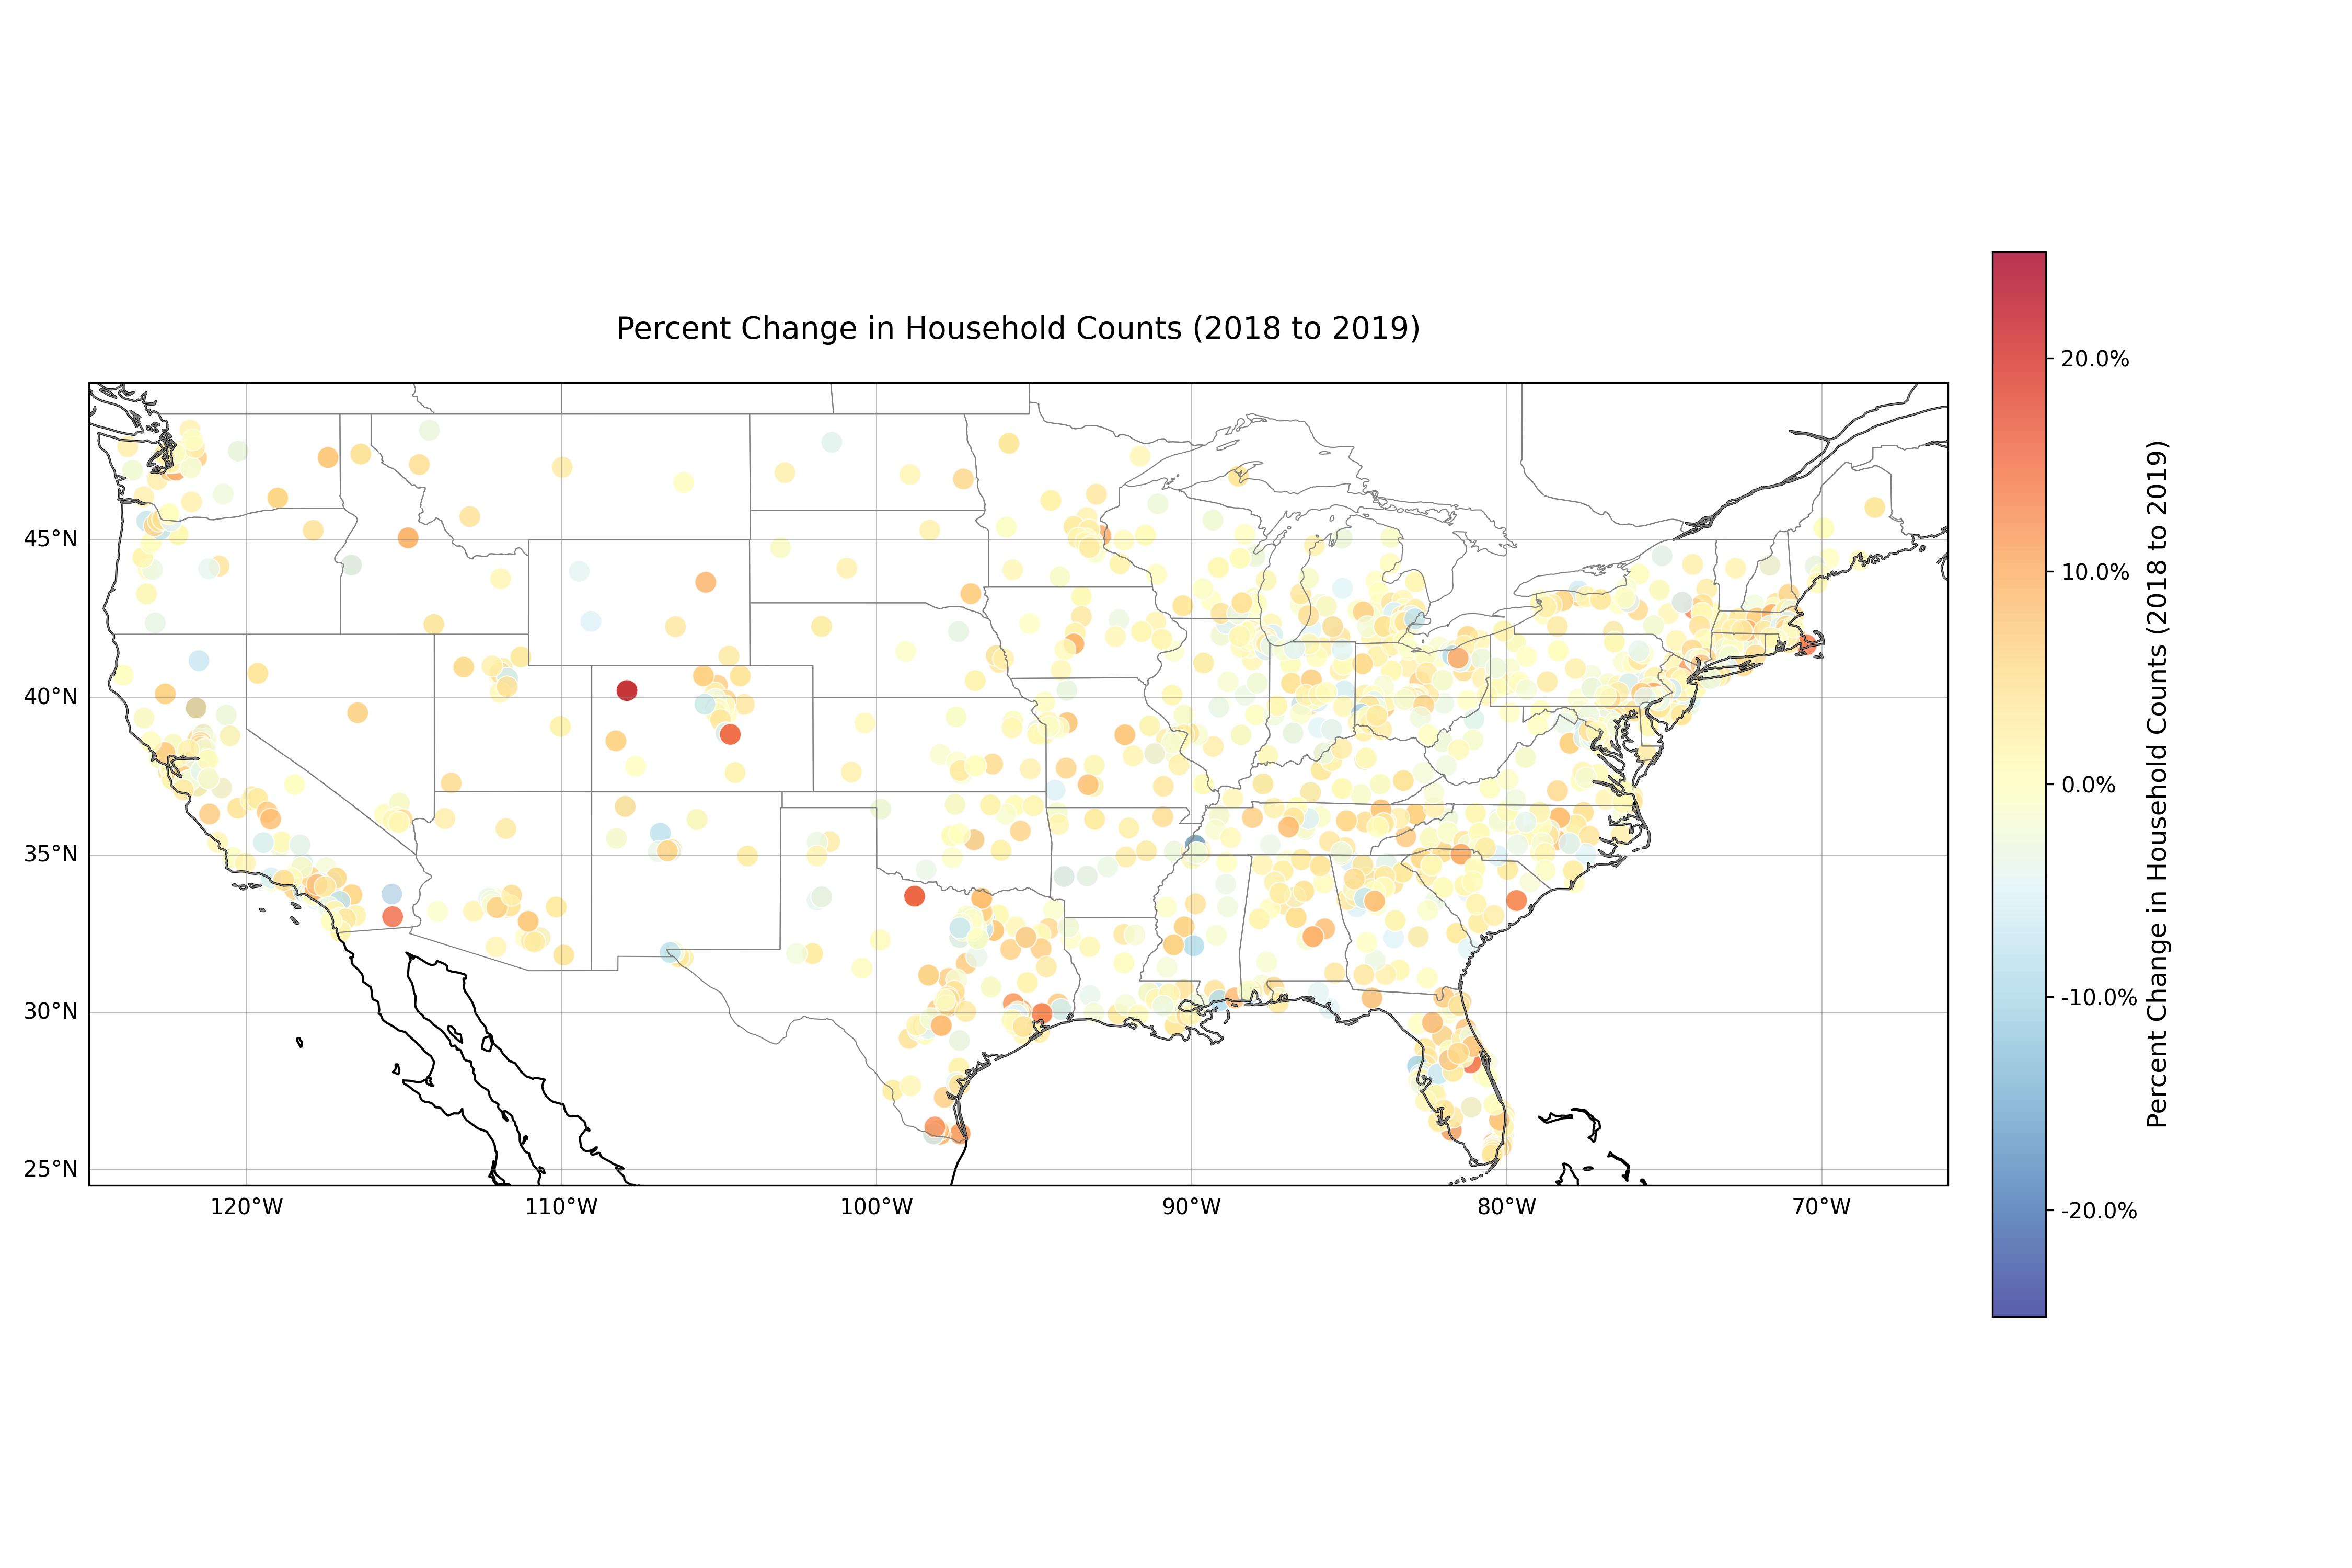 Percent Change in Household Counts (2018 to 2019)
45°N
40°N
35°N
30°N
25°N
120°W
110°W
100°W
90°W
80°W
70°W
20.0%
10.0%
0.0%
-10.0%
-20.0%
Percent Change in Household Counts (2018 to 2019)